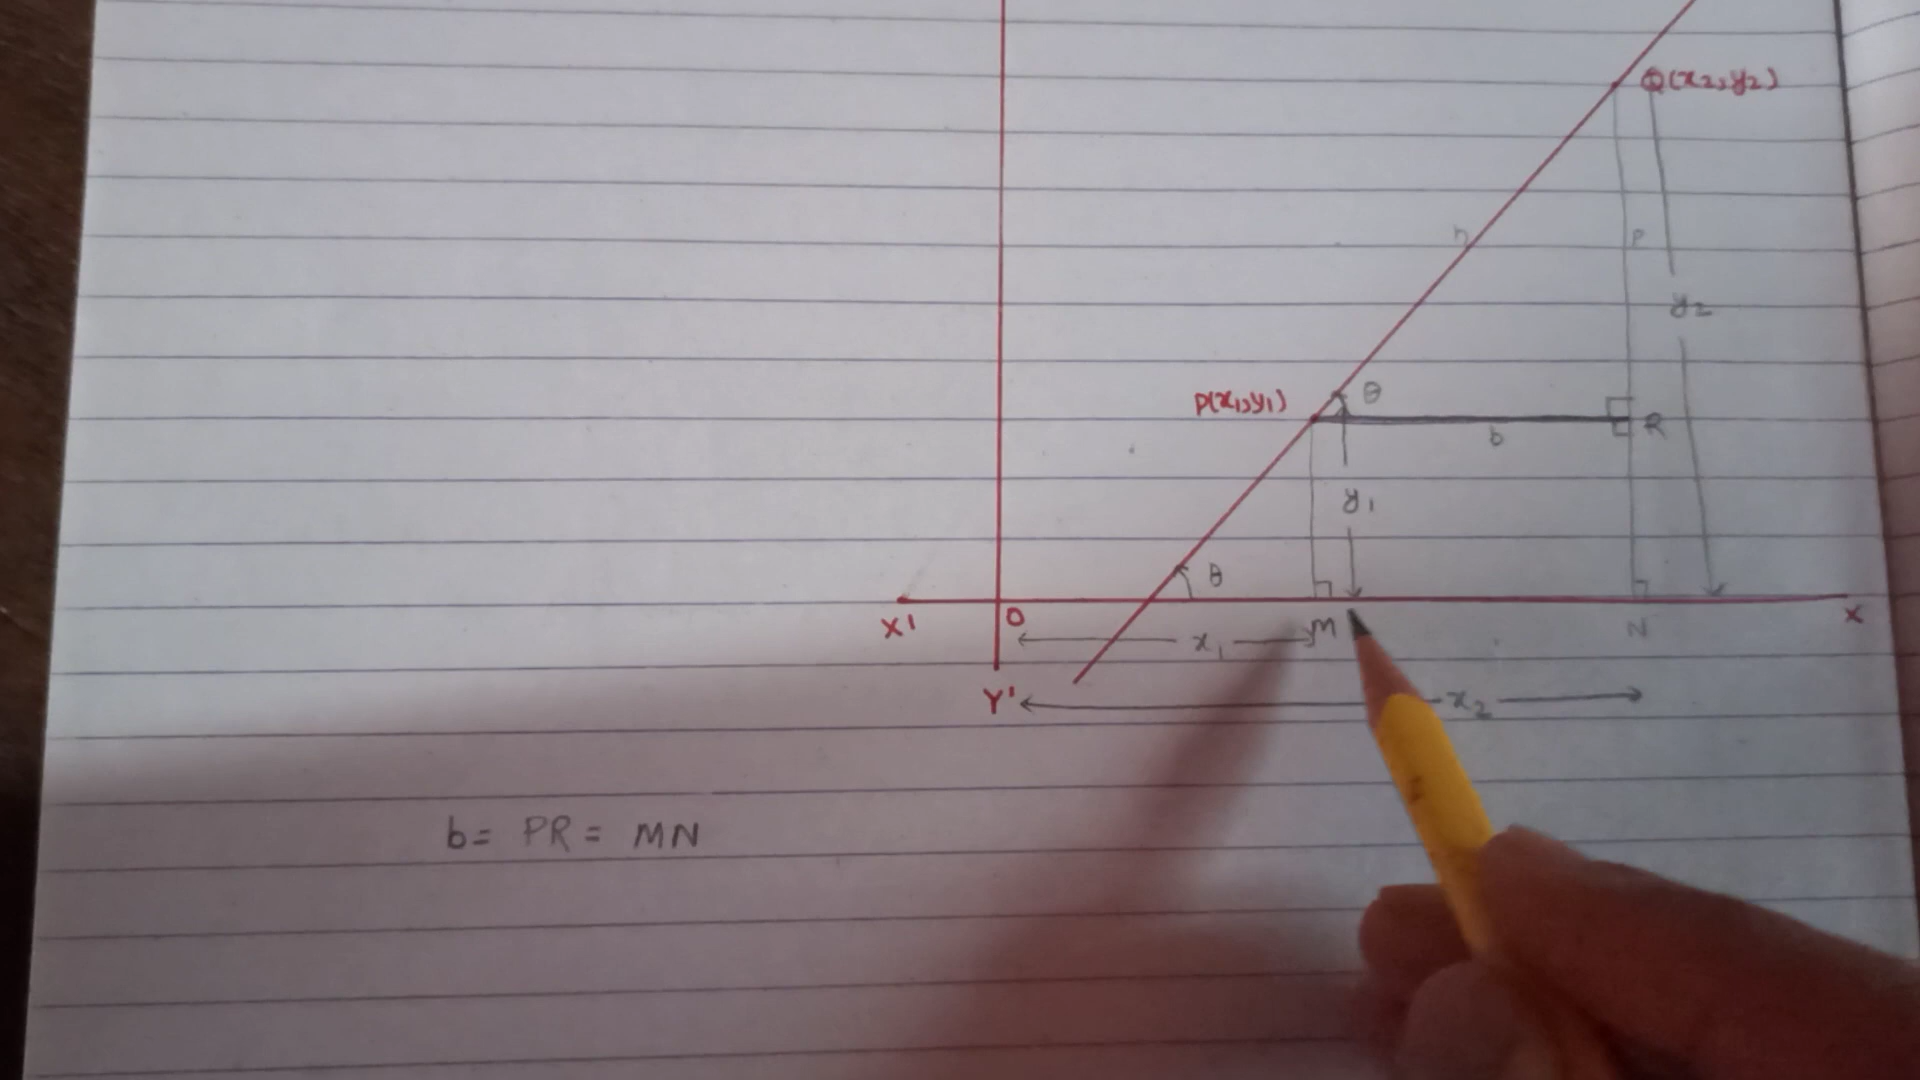 Q(x2,y2)
h
P
y2
P(x1,y1)
θ
R
b
y1
θ
X'
O
x1
M
N
X
Y'
x2
b= PR = MN